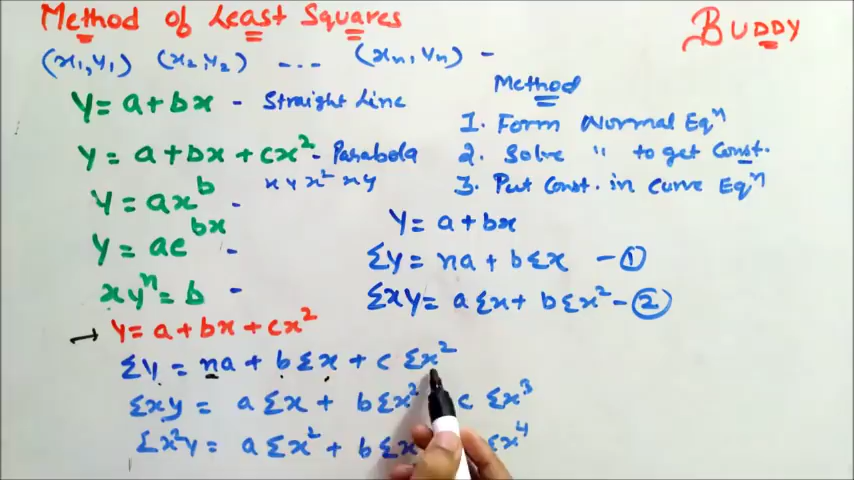 Method of Least Squares
BUDDY
(x₁,y₁) (x₂,y₂) --- (xₙ,yₙ) -
y = a + bx - Straight Line
y = a + bx + cx² - Parabola
x y x² xy
y = ax^b -
y = ae^bx -
xy^n = b -
Method
1. Form Normal Eqⁿ
2. Solve " to get Const.
3. Put Const. in Curve Eqⁿ
y = a + bx
Σy = na + bΣx - ①
Σxy = aΣx + bΣx² - ②
→ y = a + bx + cx²
Σy = na + bΣx + cΣx²
Σxy = aΣx + bΣx² cΣx³
Σx²y = aΣx² + bΣx Σx⁴